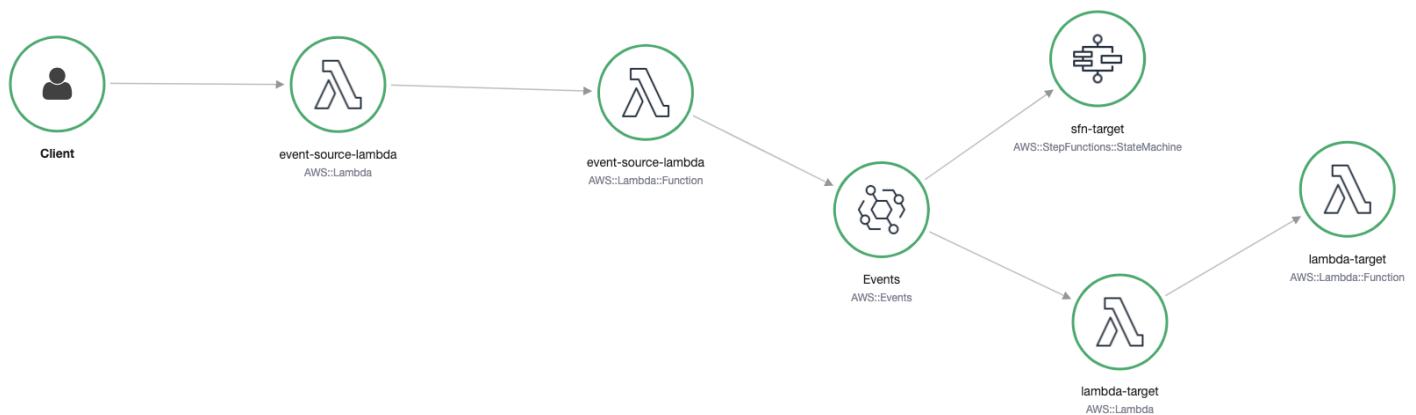 Client
event-source-lambda
AWS::Lambda
event-source-lambda
AWS::Lambda::Function
Events
AWS::Events
sfn-target
AWS::StepFunctions::StateMachine
lambda-target
AWS::Lambda
lambda-target
AWS::Lambda::Function